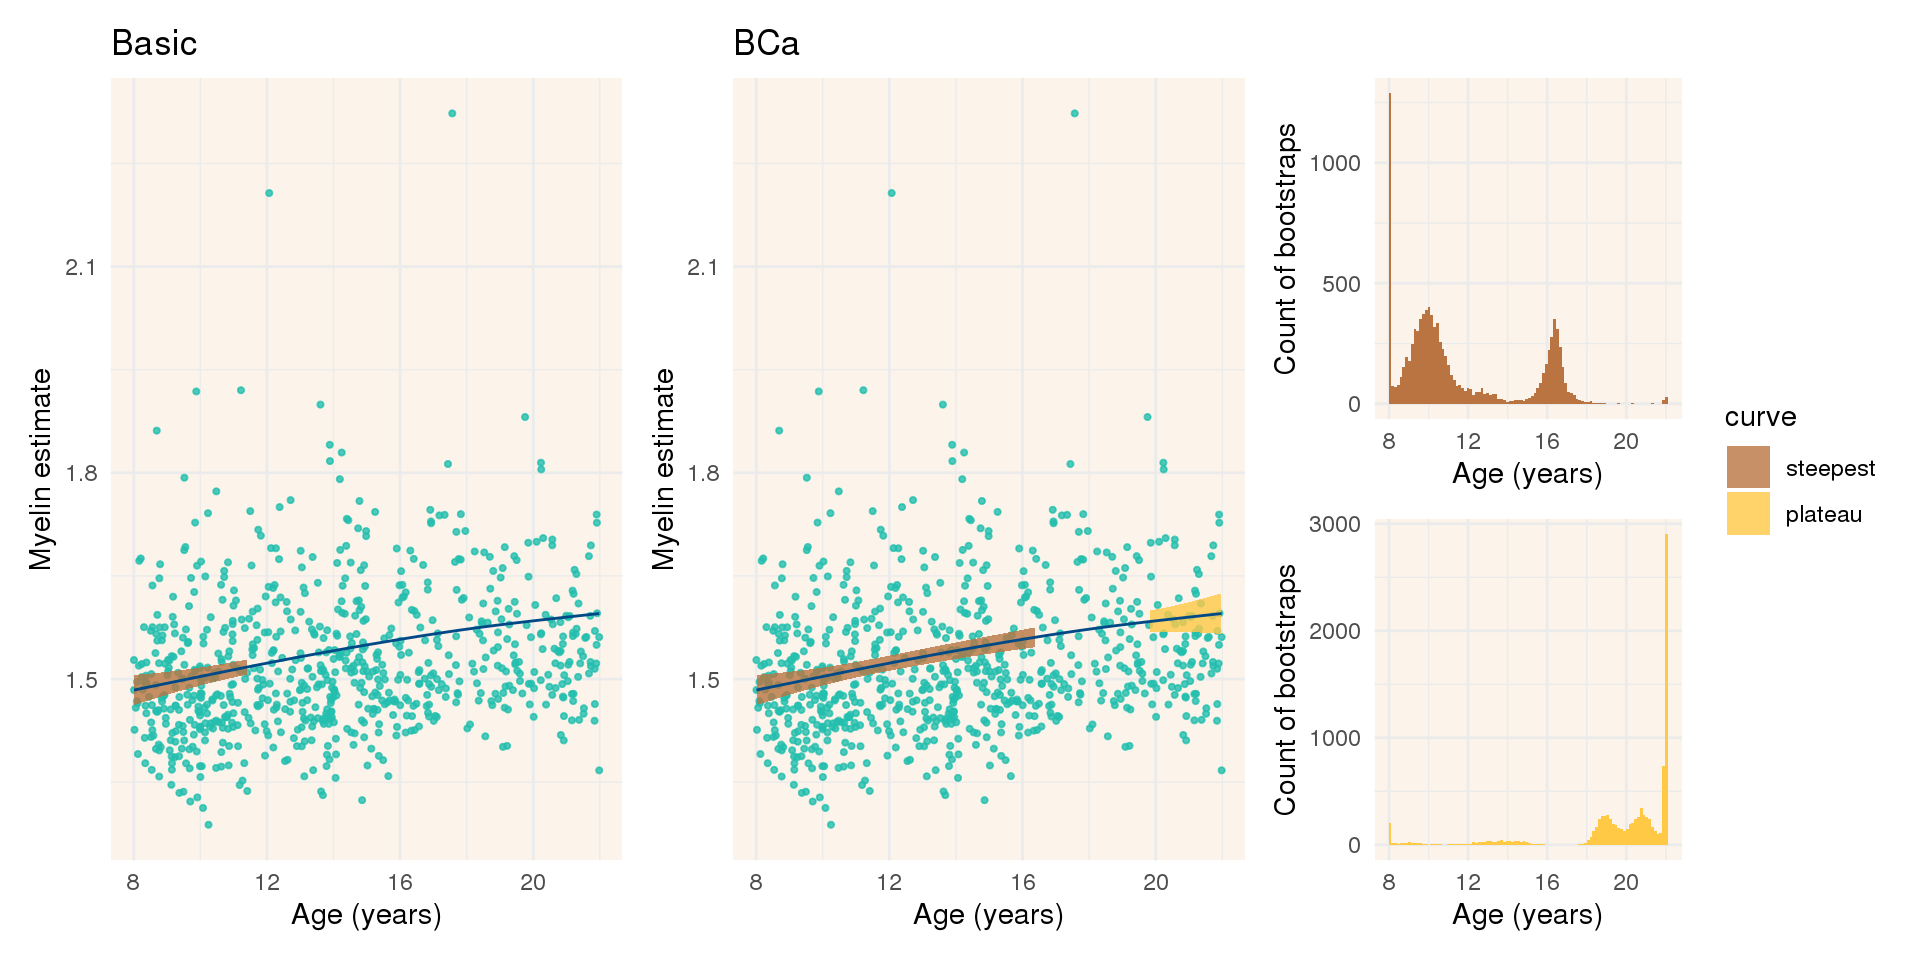 Basic
Myelin estimate
2.1
1.8
1.5
8 12 16 20
Age (years)
BCa
Myelin estimate
2.1
1.8
1.5
8 12 16 20
Age (years)
Count of bootstraps
1000
500
0
8 12 16 20
Age (years)
Count of bootstraps
3000
2000
1000
0
8 12 16 20
Age (years)
curve
steepest
plateau